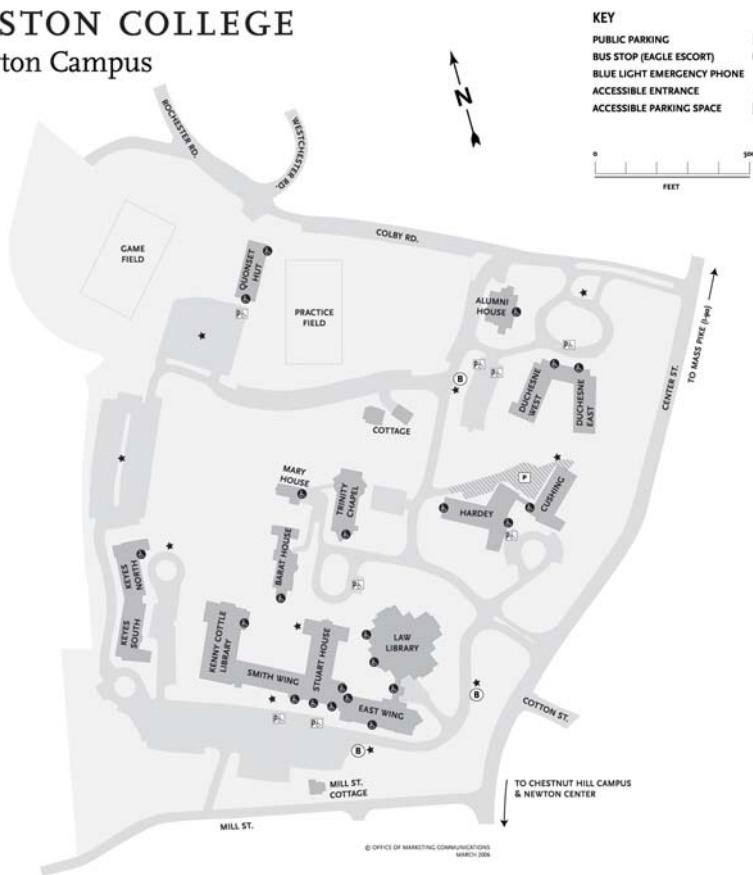 STON COLLEGE
ton Campus
KEY
PUBLIC PARKING
BUS STOP (EAGLE ESCORT)
BLUE LIGHT EMERGENCY PHONE
ACCESSIBLE ENTRANCE
ACCESSIBLE PARKING SPACE
N
0
FEET
ROCHESTER RD.
WESTCHESTER RD.
COLBY RD.
GAME
FIELD
QUONSET
HUT
PRACTICE
FIELD
ALUMNI
HOUSE
CENTER ST.
TO MASS PIKE (I-90)
B
DUCHESNE
WEST
DUCHESNE
EAST
COTTAGE
MARY
HOUSE
TRINITY
CHAPEL
P
HARDEY
CUSHING
BARAT HOUSE
KEYES
NORTH
KEYES
SOUTH
KENNY COTTLE
LIBRARY
SMITH WING
STUART HOUSE
LAW
LIBRARY
EAST WING
B
COTTON ST.
B
MILL ST.
COTTAGE
TO CHESTNUT HILL CAMPUS
& NEWTON CENTER
MILL ST.
© OFFICE OF MARKETING COMMUNICATIONS
MARCH 2006